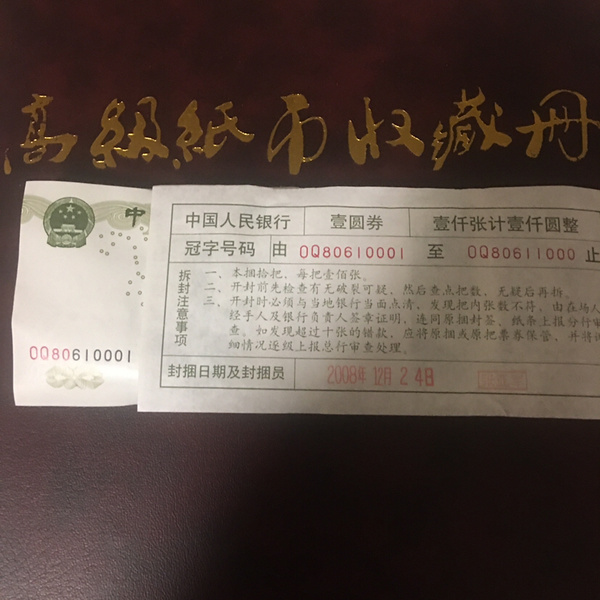 高级纸币收藏册
中
0Q80610001
中国人民银行 壹圆券 壹仟张计壹仟圆整
冠字号码 由 0Q80610001 至 0Q80611000 止
拆封注意事项
一、本捆拾把，每把壹佰张。
二、开封前先检查有无破裂可疑，然后查点把数，无疑后再拆。
三、开封时必须与当地银行当面点清，发现把内张数不符，由在场人
经手人及银行负责人签章证明，连同原捆封签、纸条上报分行审
查。如发现超过十张的错款，应将原捆或原把票券保管，并将详
细情况逐级上报总行审查处理。
封捆日期及封捆员 2008年12月24日